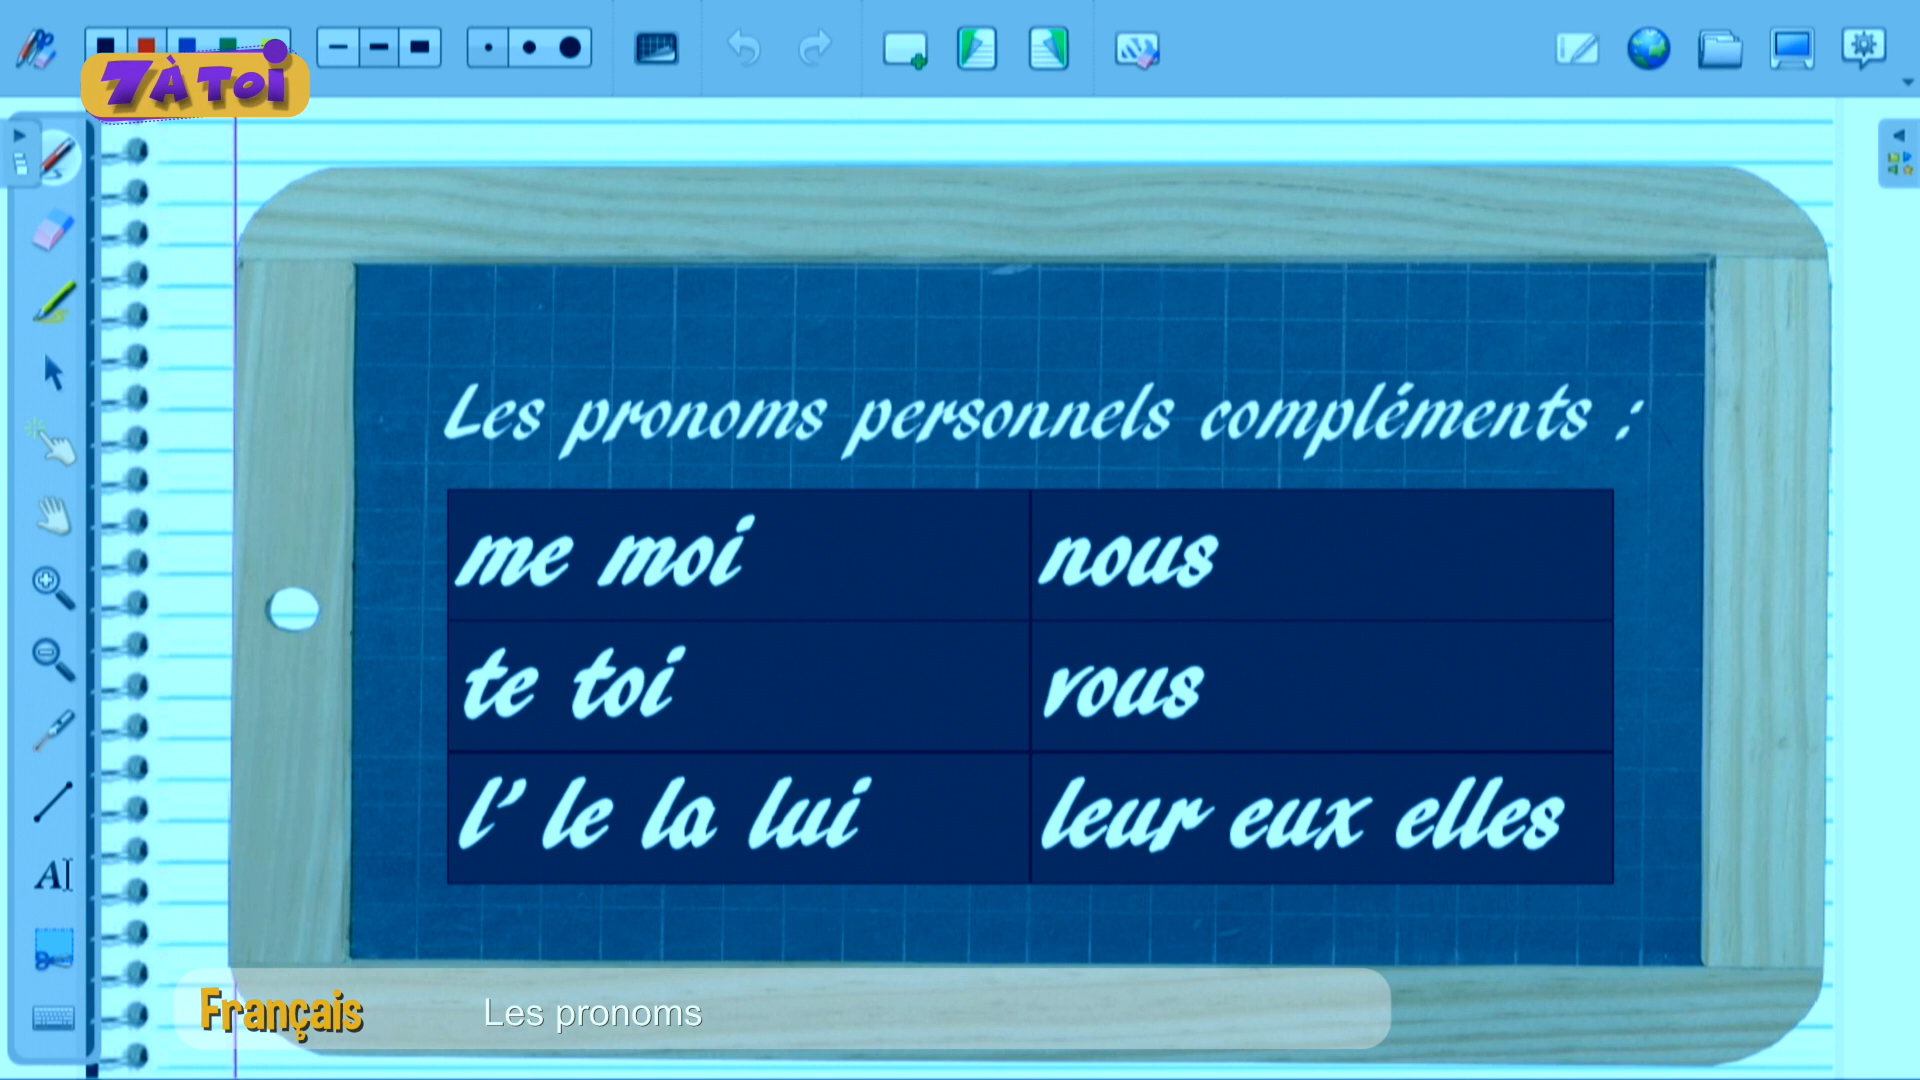 7À Toi
Les pronoms personnels compléments :
me moi nous
te toi vous
l' le la lui leur eux elles
Français Les pronoms